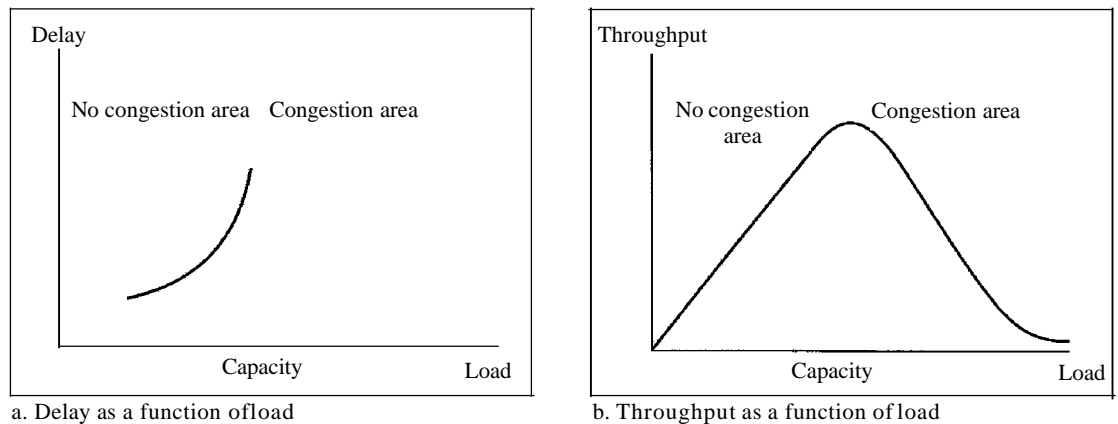 Delay
No congestion area Congestion area
Capacity
Load
a. Delay as a function ofload
Throughput
No congestion
area
Congestion area
Capacity
Load
b. Throughput as a function of load